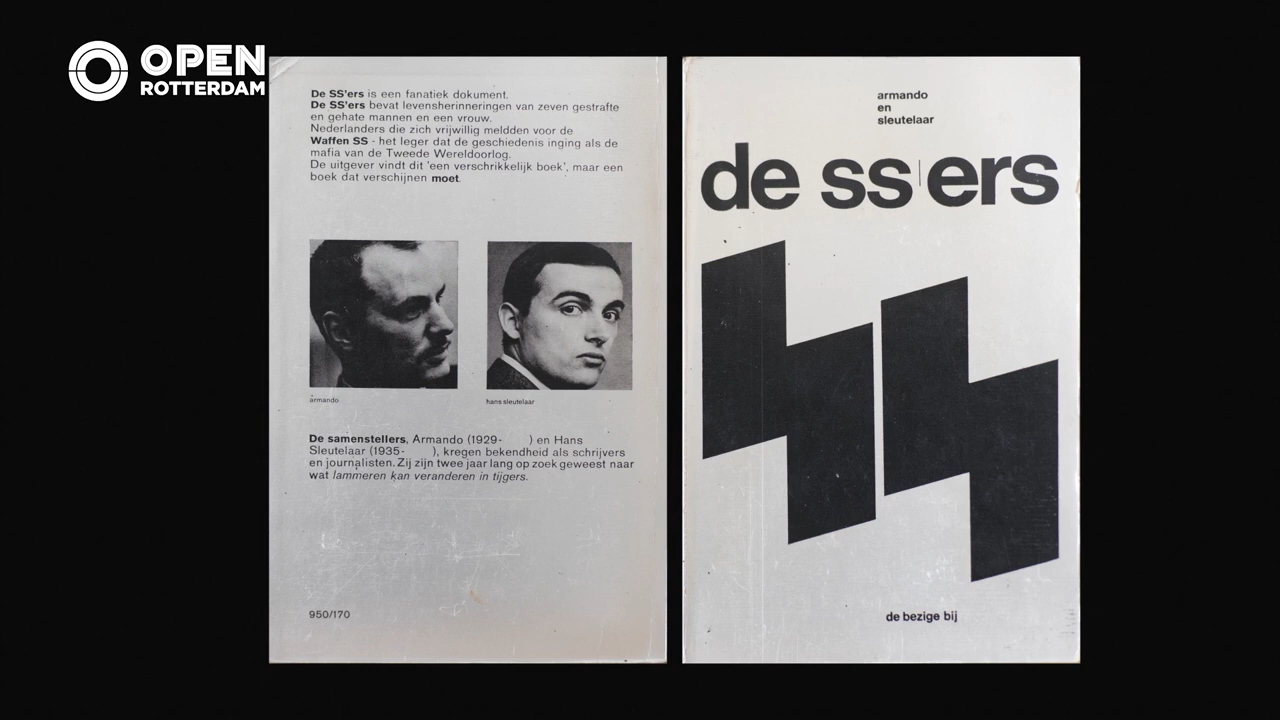 OPEN
ROTTERDAM
De SS'ers is een fanatiek dokument.
De SS'ers bevat levensherinneringen van zeven gestrafte
en gehate mannen en een vrouw.
Nederlanders die zich vrijwillig meldden voor de
Waffen SS - het leger dat de geschiedenis inging als de
mafia van de Tweede Wereldoorlog.
De uitgever vindt dit 'een verschrikkelijk boek', maar een
boek dat verschijnen moet.
armando
hans sleutelaar
De samenstellers, Armando (1929- ) en Hans
Sleutelaar (1935- ), kregen bekendheid als schrijvers
en journalisten. Zij zijn twee jaar lang op zoek geweest naar
wat lammeren kan veranderen in tijgers.
950/170
armando
en
sleutelaar
de ss'ers
de bezige bij